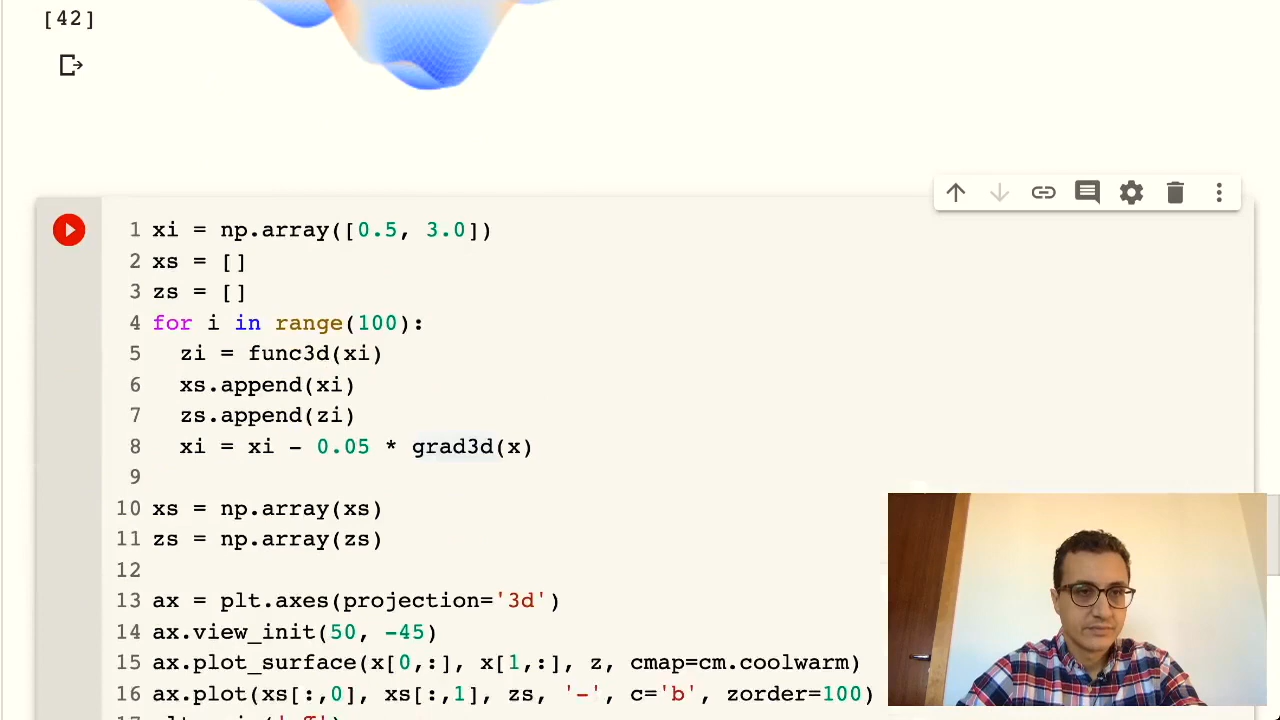 [42]
1 xi = np.array([0.5, 3.0])
2 xs = []
3 zs = []
4 for i in range(100):
5 zi = func3d(xi)
6 xs.append(xi)
7 zs.append(zi)
8 xi = xi - 0.05 * grad3d(x)
9
10 xs = np.array(xs)
11 zs = np.array(zs)
12
13 ax = plt.axes(projection='3d')
14 ax.view_init(50, -45)
15 ax.plot_surface(x[0,:], x[1,:], z, cmap=cm.coolwarm)
16 ax.plot(xs[:,0], xs[:,1], zs, '-', c='b', zorder=100)